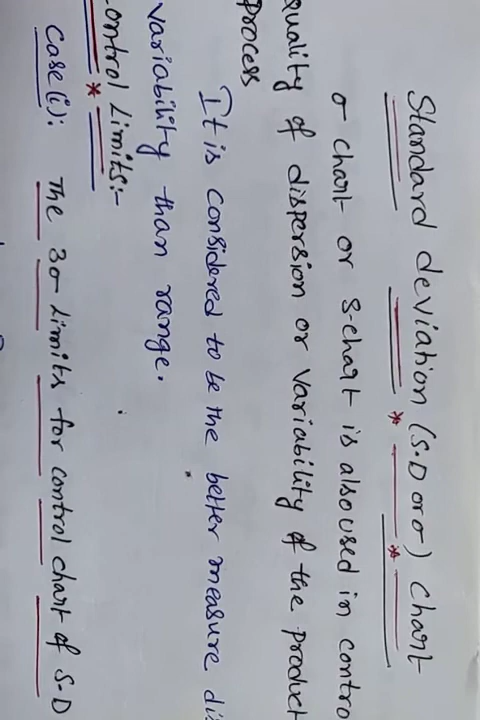 Standard deviation (S.D or σ) chart
σ chart or S-chart is also used in contro
quality of dispersion or variability of the product
process
It is considered to be the better measure dis
variability than range.
ontrol Limits:-
Case(i): The 3σ limits for control chart of S.D